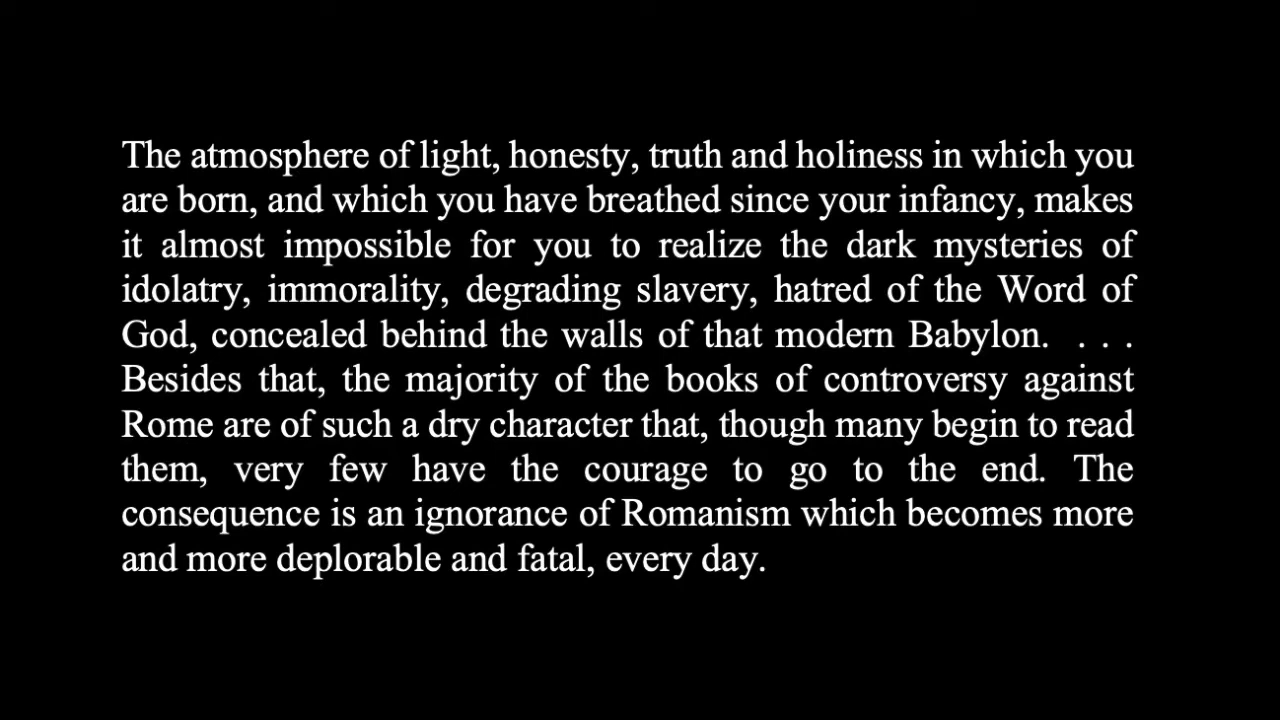 The atmosphere of light, honesty, truth and holiness in which you
are born, and which you have breathed since your infancy, makes
it almost impossible for you to realize the dark mysteries of
idolatry, immorality, degrading slavery, hatred of the Word of
God, concealed behind the walls of that modern Babylon. . . .
Besides that, the majority of the books of controversy against
Rome are of such a dry character that, though many begin to read
them, very few have the courage to go to the end. The
consequence is an ignorance of Romanism which becomes more
and more deplorable and fatal, every day.